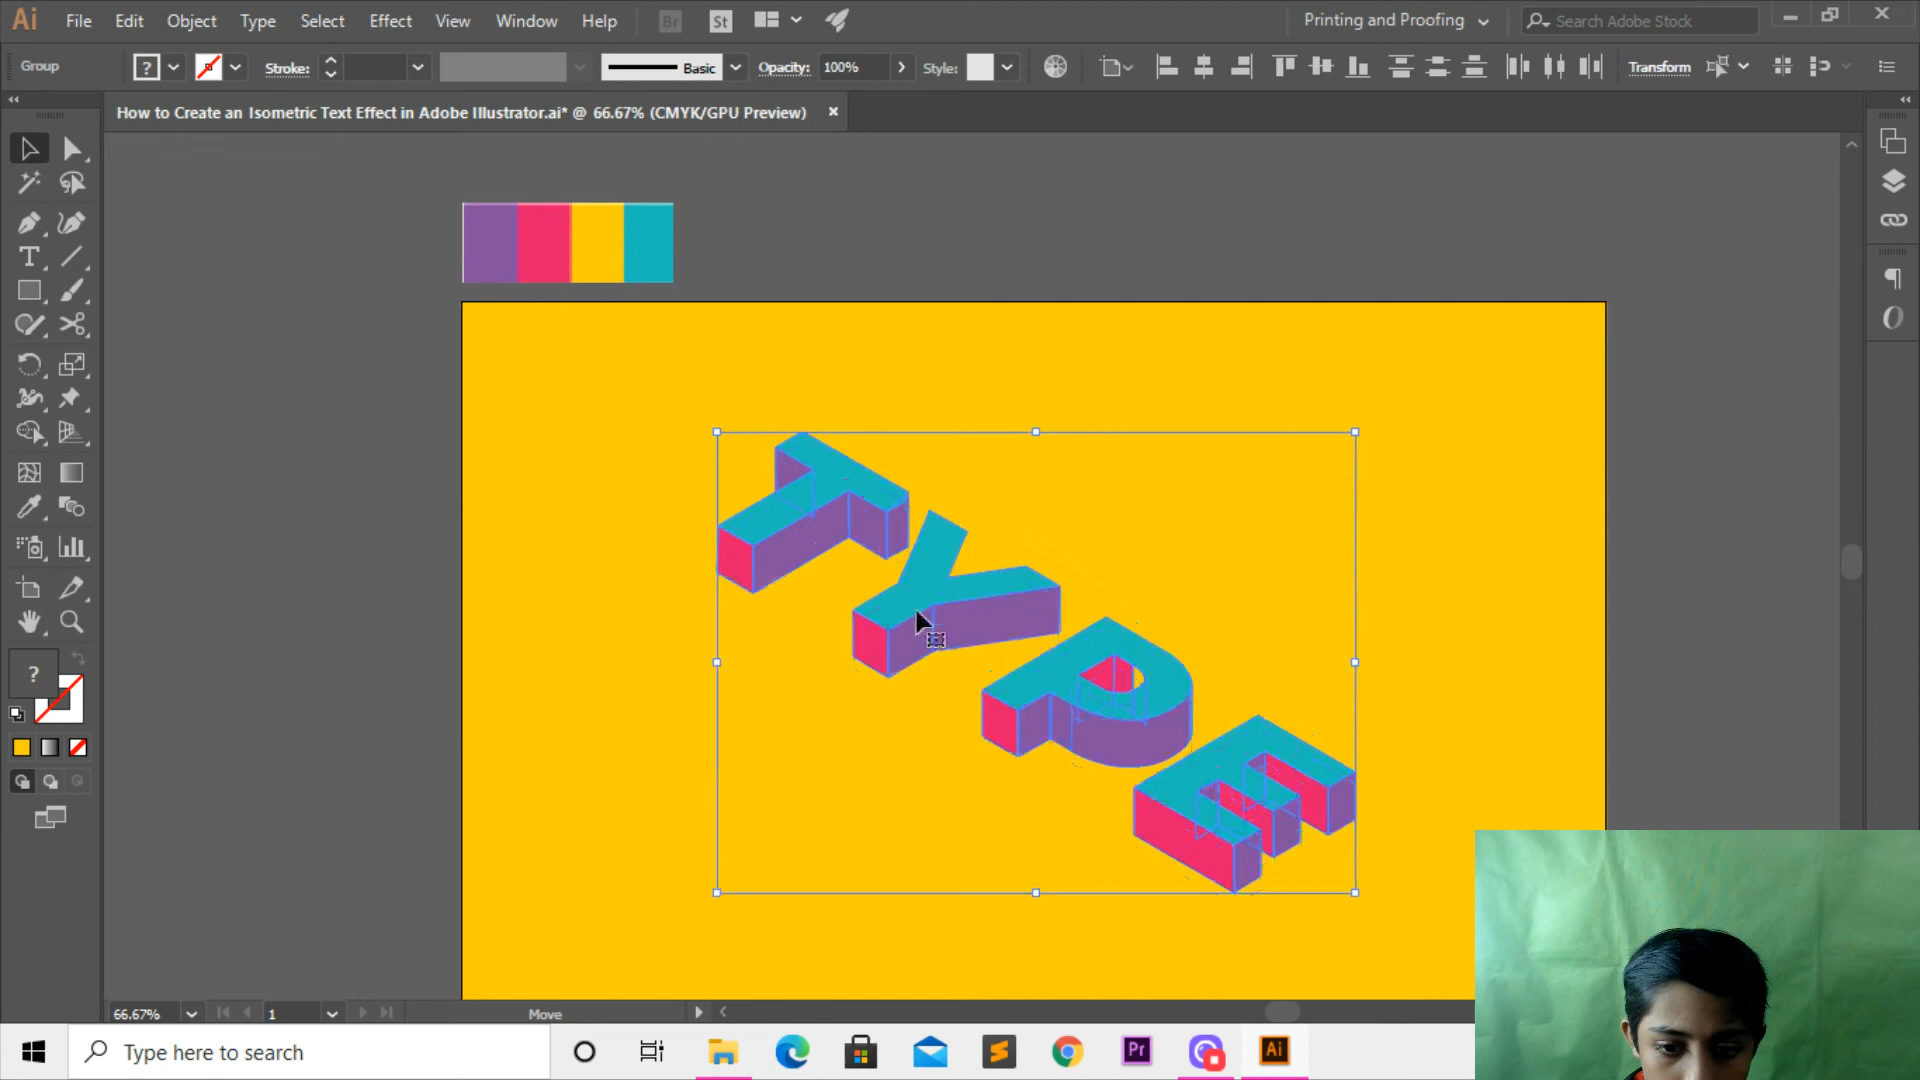 Ai File Edit Object Type Select Effect View Window Help Br St Printing and Proofing Search Adobe Stock
Group ? Stroke: Basic Opacity: 100% Style: Transform
How to Create an Isometric Text Effect in Adobe Illustrator.ai* @ 66.67% (CMYK/GPU Preview)
TYPE
?
66.67% 1 Move
Type here to search Pr Ai